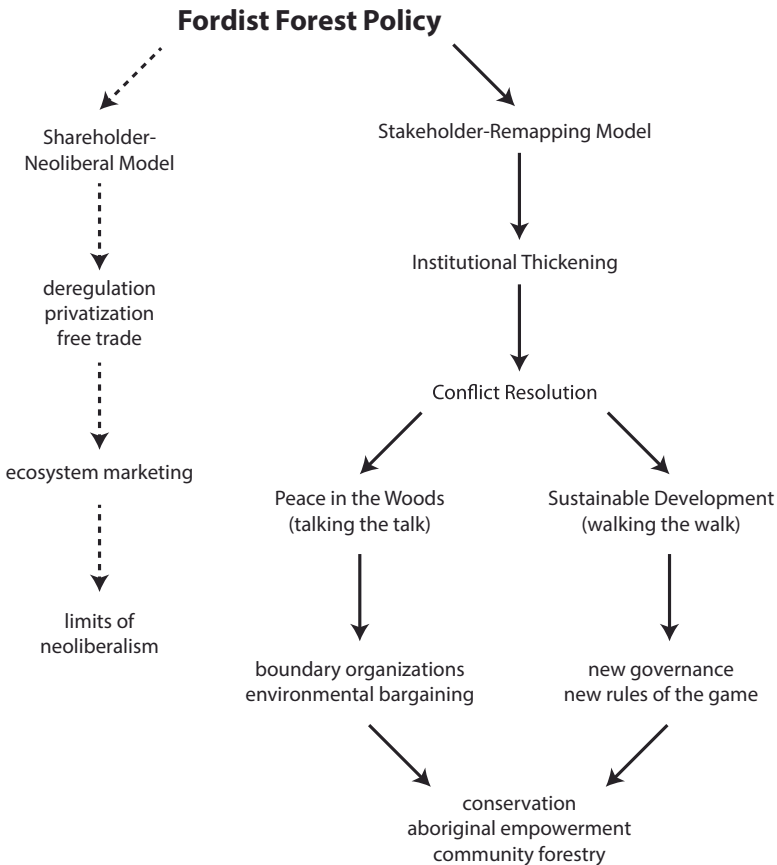 Fordist Forest Policy
Shareholder-
Neoliberal Model
deregulation
privatization
free trade
ecosystem marketing
limits of
neoliberalism
Stakeholder-Remapping Model
Institutional Thickening
Conflict Resolution
Peace in the Woods
(talking the talk)
Sustainable Development
(walking the walk)
boundary organizations
environmental bargaining
new governance
new rules of the game
conservation
aboriginal empowerment
community forestry